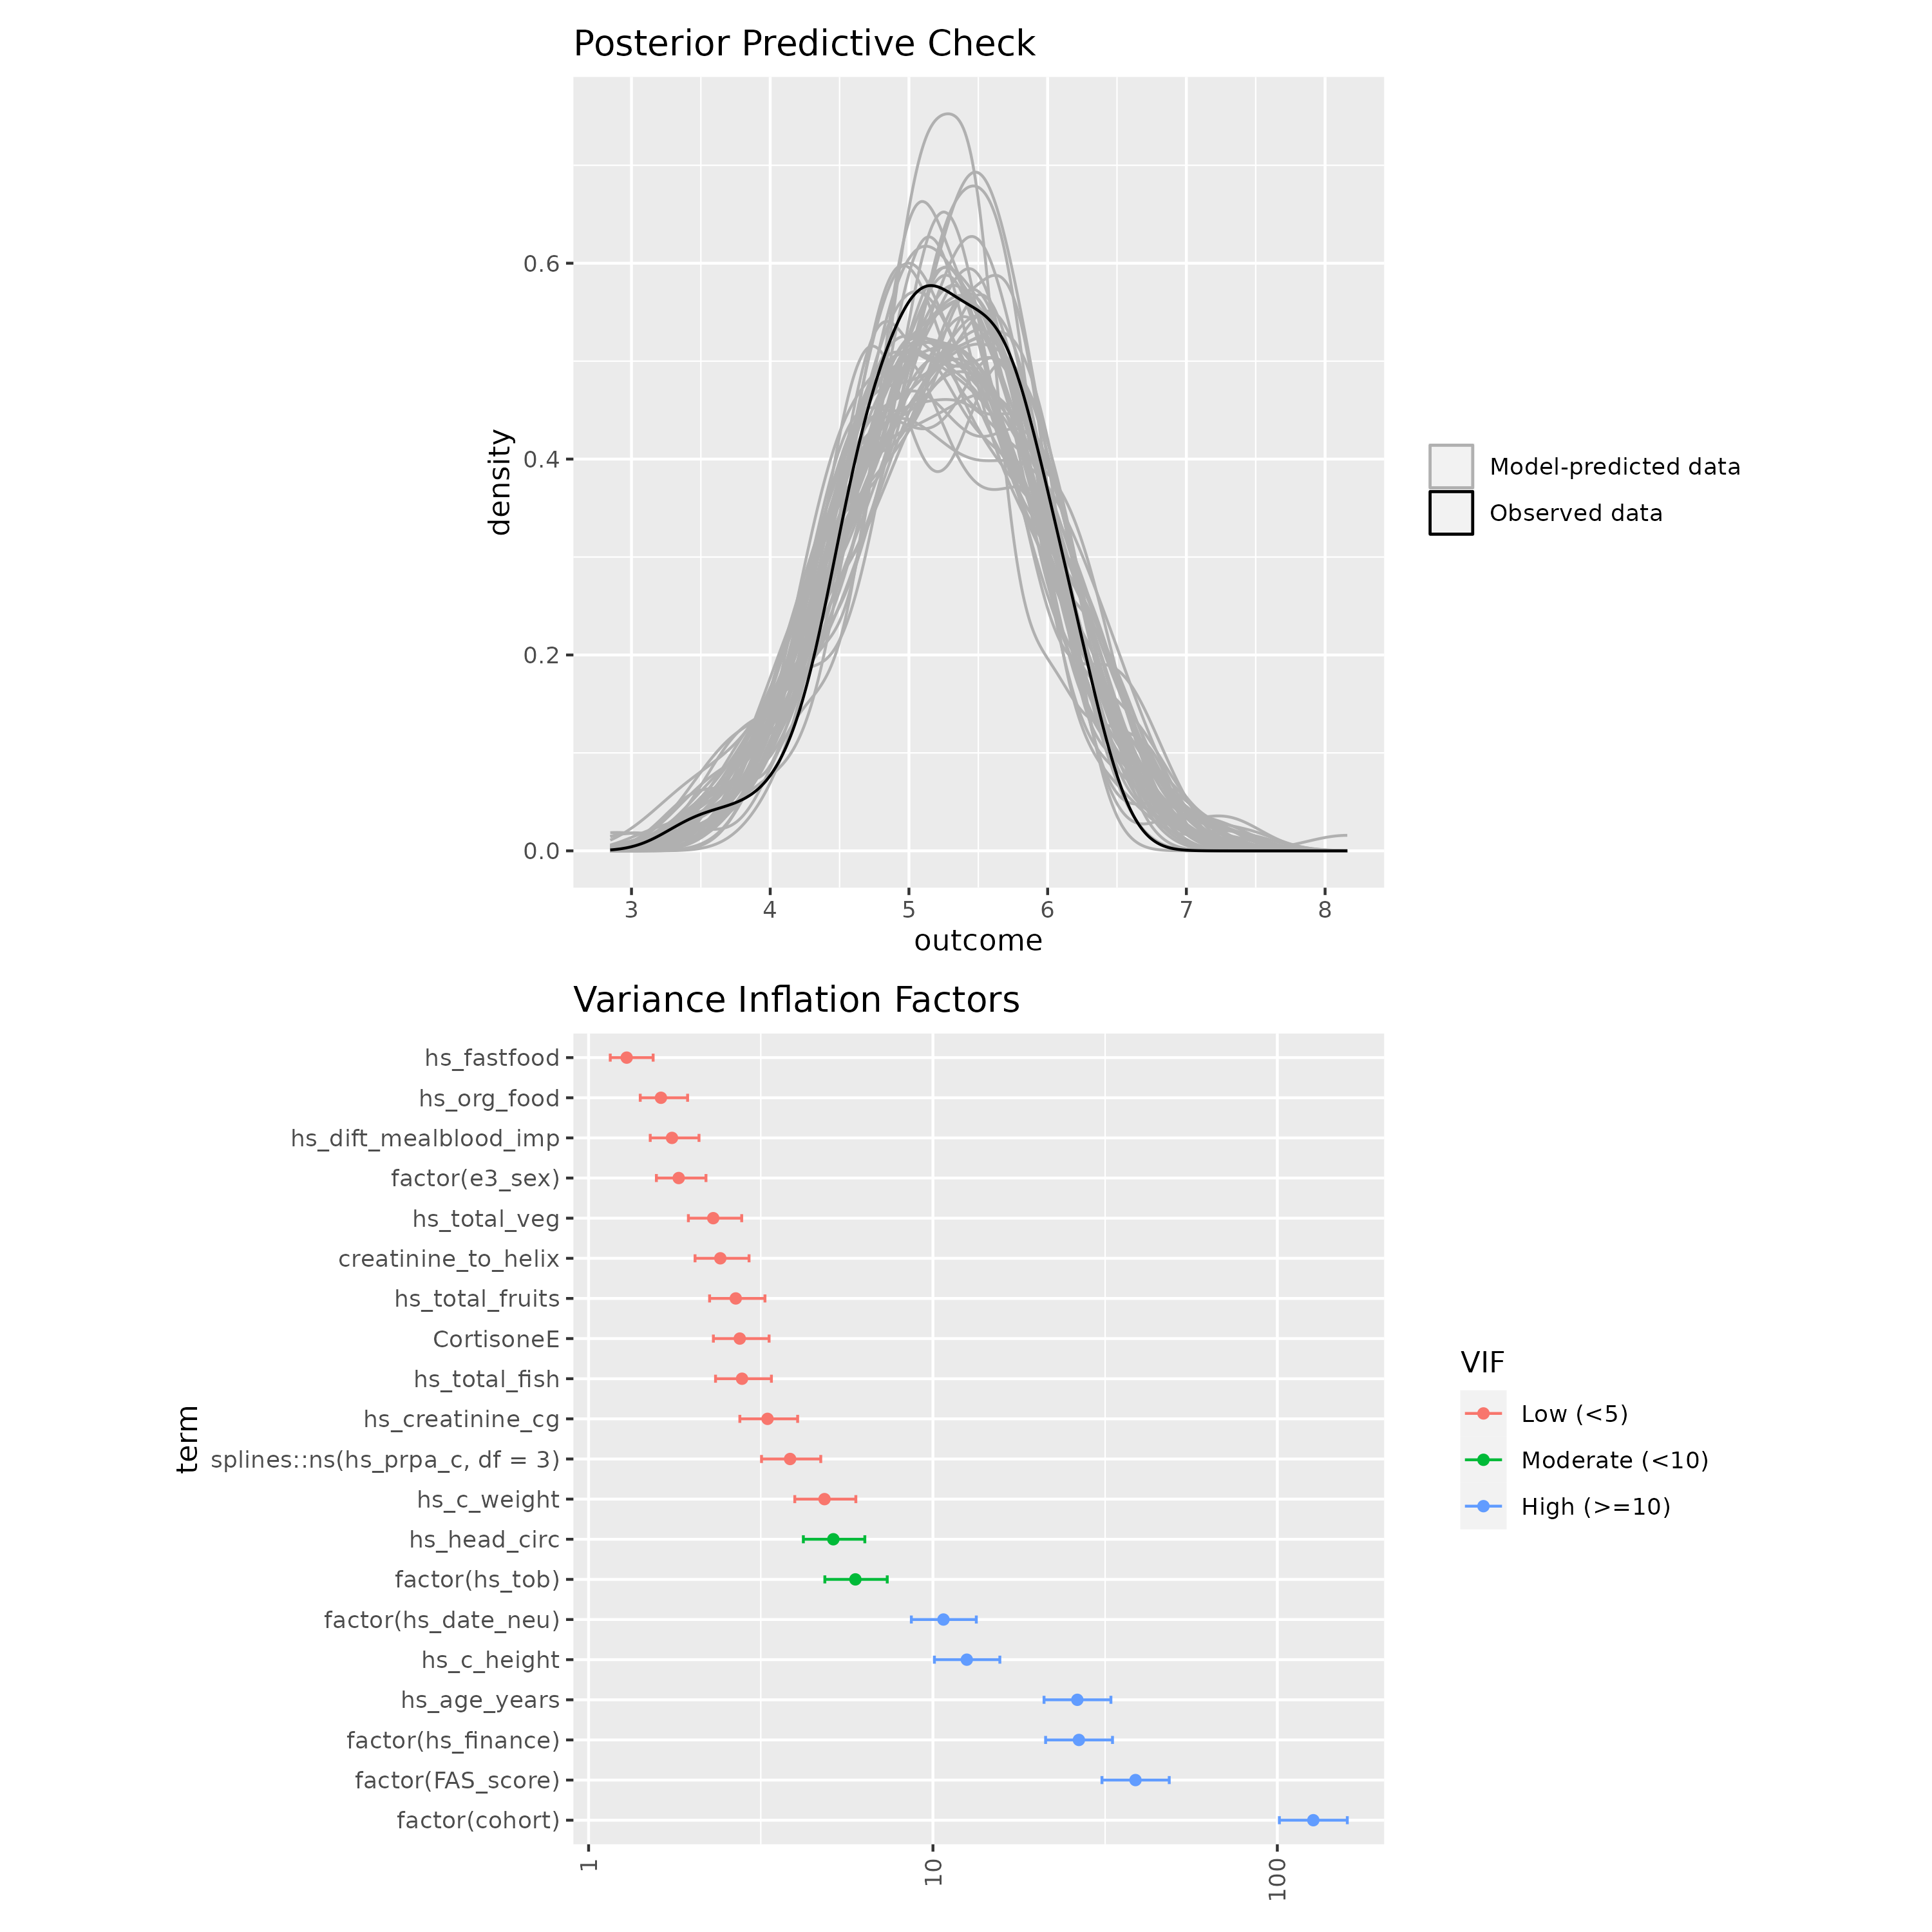 Posterior Predictive Check
0.6
0.4
0.2
0.0
density
3 4 5 6 7 8
outcome
Model-predicted data
Observed data
Variance Inflation Factors
term
hs_fastfood
hs_org_food
hs_dift_mealblood_imp
factor(e3_sex)
hs_total_veg
creatinine_to_helix
hs_total_fruits
CortisoneE
hs_total_fish
hs_creatinine_cg
splines::ns(hs_prpa_c, df = 3)
hs_c_weight
hs_head_circ
factor(hs_tob)
factor(hs_date_neu)
hs_c_height
hs_age_years
factor(hs_finance)
factor(FAS_score)
factor(cohort)
1 10 100
VIF
Low (<5)
Moderate (<10)
High (>=10)